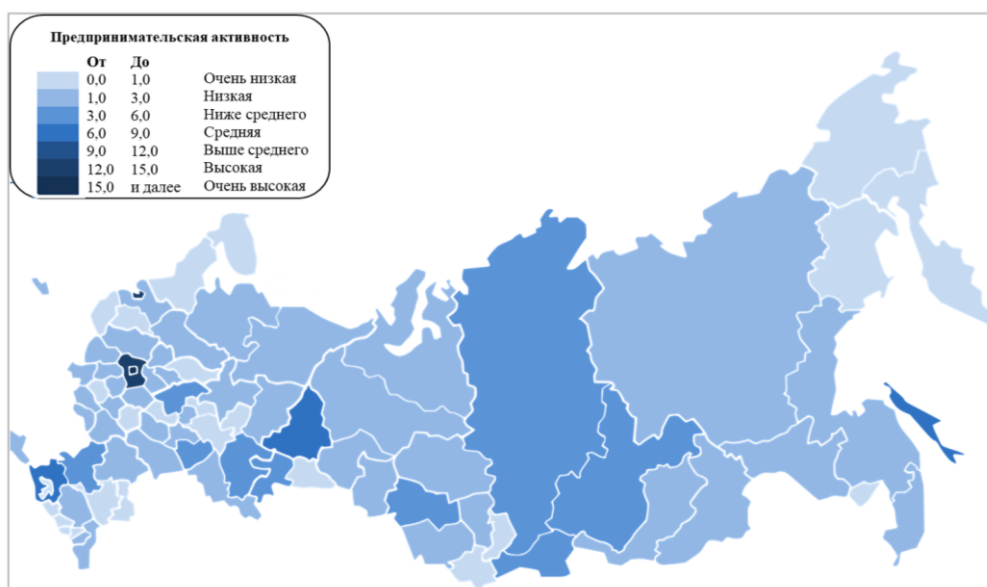 Предпринимательская активность
От До
0,0 1,0 Очень низкая
1,0 3,0 Низкая
3,0 6,0 Ниже среднего
6,0 9,0 Средняя
9,0 12,0 Выше среднего
12,0 15,0 Высокая
15,0 и далее Очень высокая